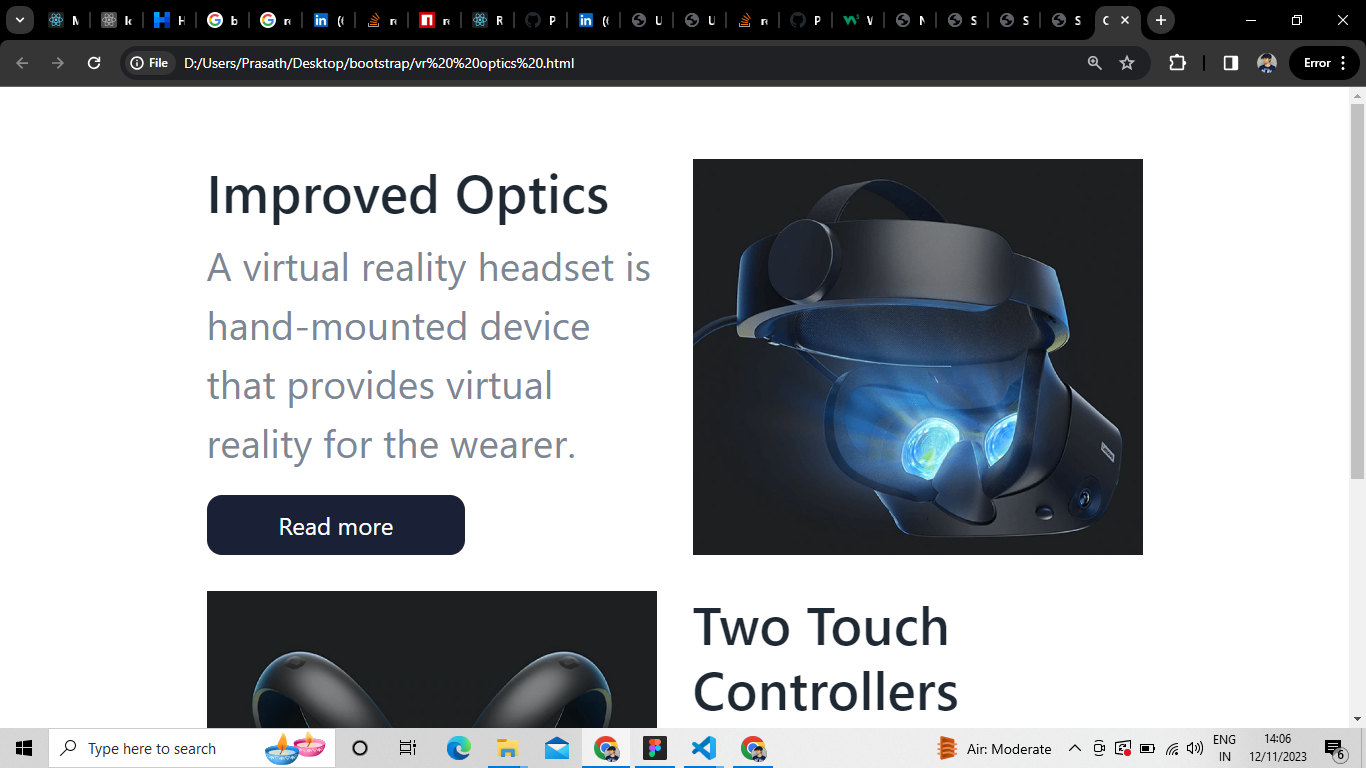 File D:/Users/Prasath/Desktop/bootstrap/vr%20%20optics%20.html
Error
Improved Optics
A virtual reality headset is
hand-mounted device
that provides virtual
reality for the wearer.
Read more
Two Touch
Controllers
Type here to search
Air: Moderate
ENG
IN
14:06
12/11/2023
6